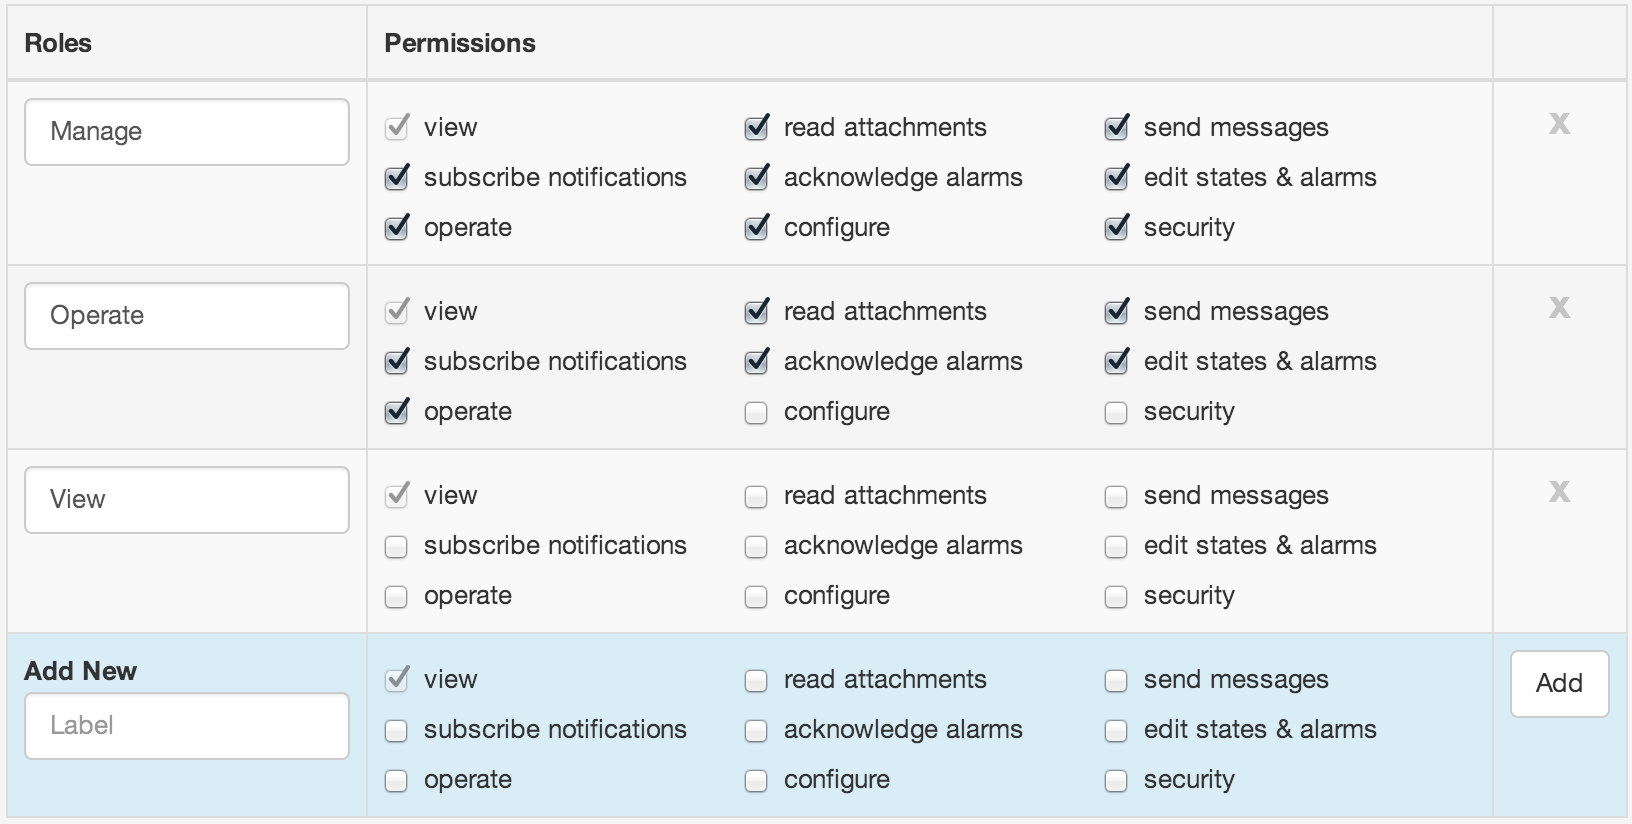 Roles Permissions
Manage view read attachments send messages X
subscribe notifications acknowledge alarms edit states & alarms
operate configure security
Operate view read attachments send messages X
subscribe notifications acknowledge alarms edit states & alarms
operate configure security
View view read attachments send messages X
subscribe notifications acknowledge alarms edit states & alarms
operate configure security
Add New view read attachments send messages Add
Label subscribe notifications acknowledge alarms edit states & alarms
operate configure security